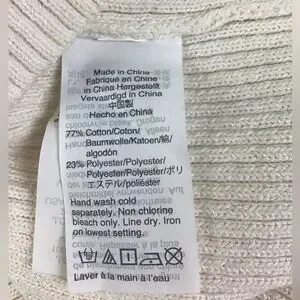 Made in China
Fabriqué en Chine
in China Hergestellt
Vervaardigd in China
中国製
Hecho en China
77% Cotton/Coton/
Baumwolle/Katoen/綿/
algodón
23% Polyester/Polyester/
Polyester/Polyester/ポリ
エステル/poliéster
Hand wash cold
separately. Non chlorine
bleach only. Line dry. Iron
on lowest setting.
Laver à la main à l'eau